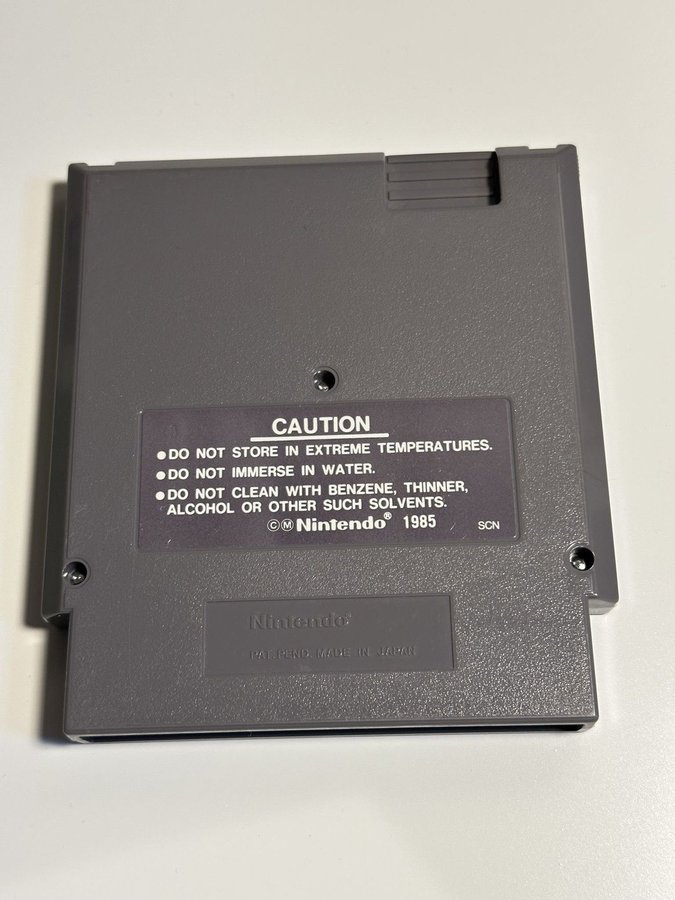 CAUTION
●DO NOT STORE IN EXTREME TEMPERATURES.
●DO NOT IMMERSE IN WATER.
●DO NOT CLEAN WITH BENZENE, THINNER,
ALCOHOL OR OTHER SUCH SOLVENTS.
©Ⓜ Nintendo® 1985 SCN
Nintendo®
PAT. PEND. MADE IN JAPAN